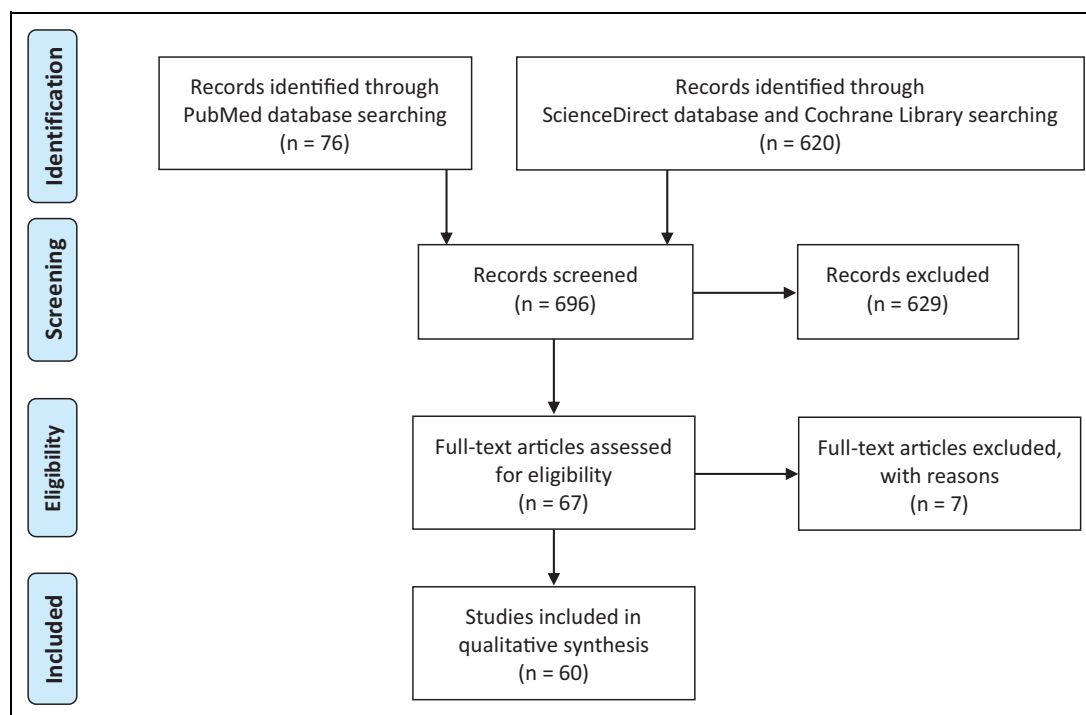 Identification
Records identified through
PubMed database searching
(n = 76)
Records identified through
ScienceDirect database and Cochrane Library searching
(n = 620)
Screening
Records screened
(n = 696)
Records excluded
(n = 629)
Eligibility
Full-text articles assessed
for eligibility
(n = 67)
Full-text articles excluded,
with reasons
(n = 7)
Included
Studies included in
qualitative synthesis
(n = 60)